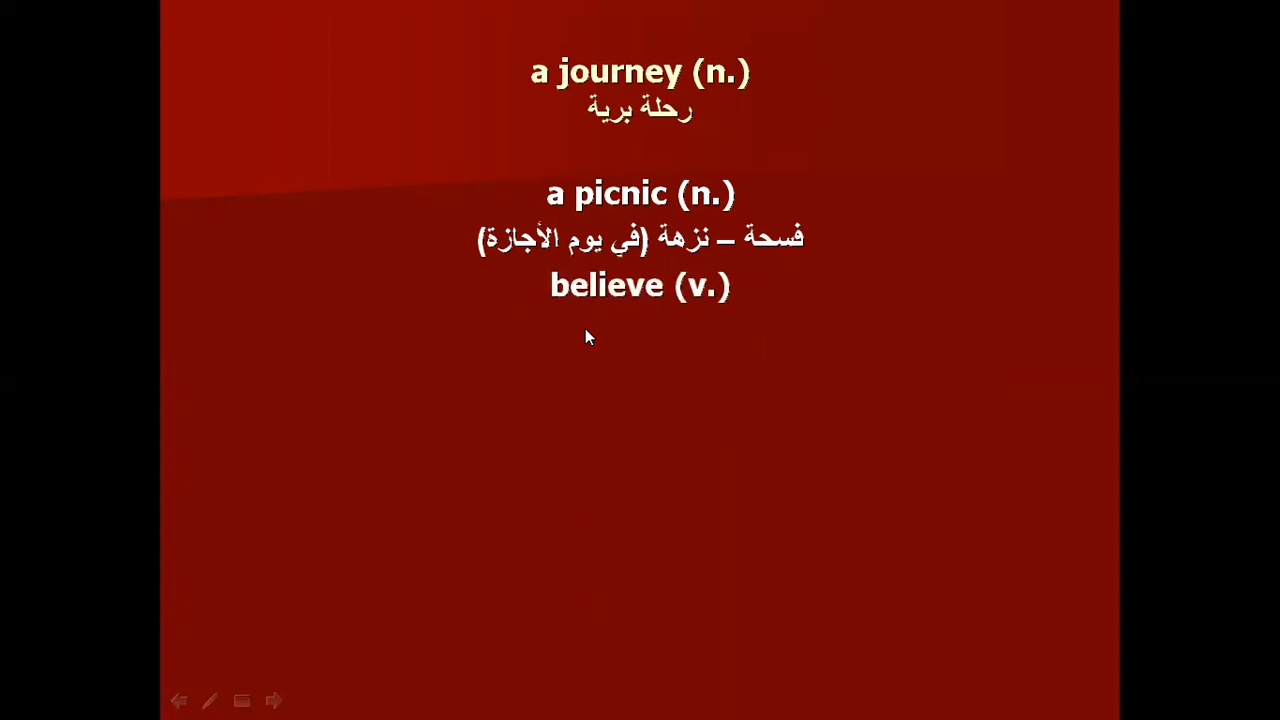 a journey (n.)
رحلة برية
a picnic (n.)
فسحة – نزهة (في يوم الأجازة)
believe (v.)